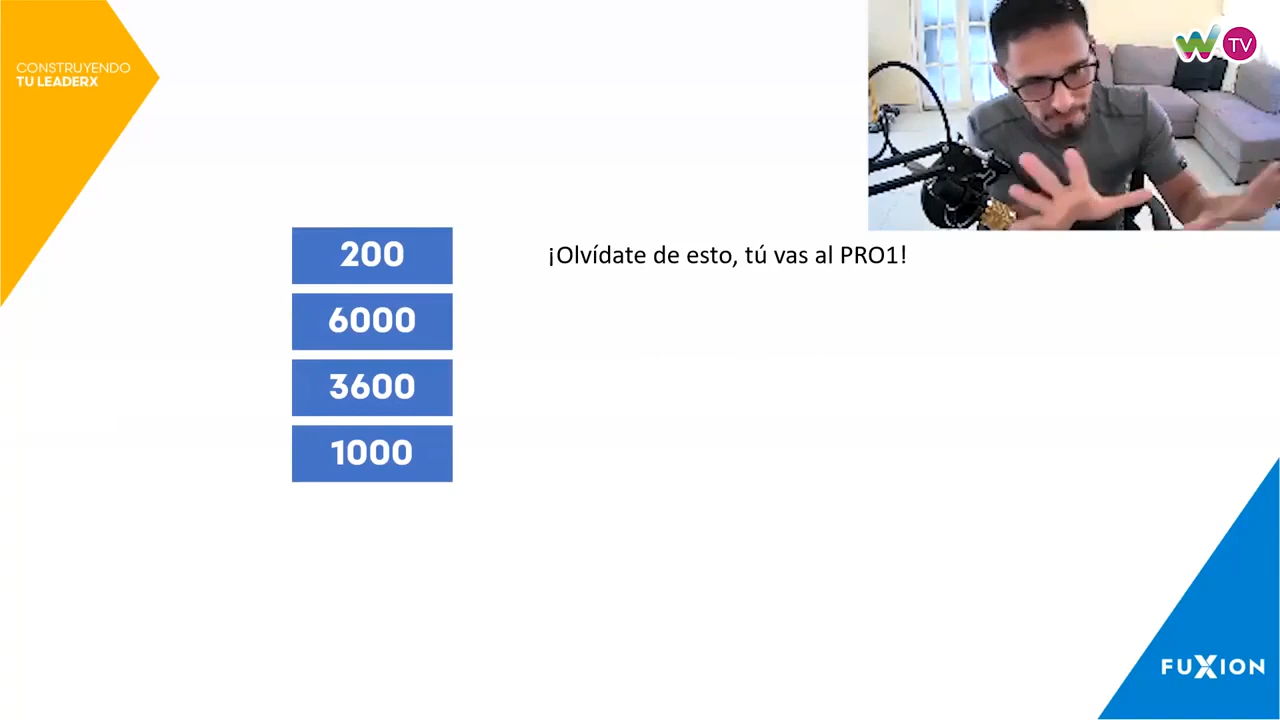 CONSTRUYENDO
TU LEADERX
W TV
200
¡Olvídate de esto, tú vas al PRO1!
6000
3600
1000
FUXION